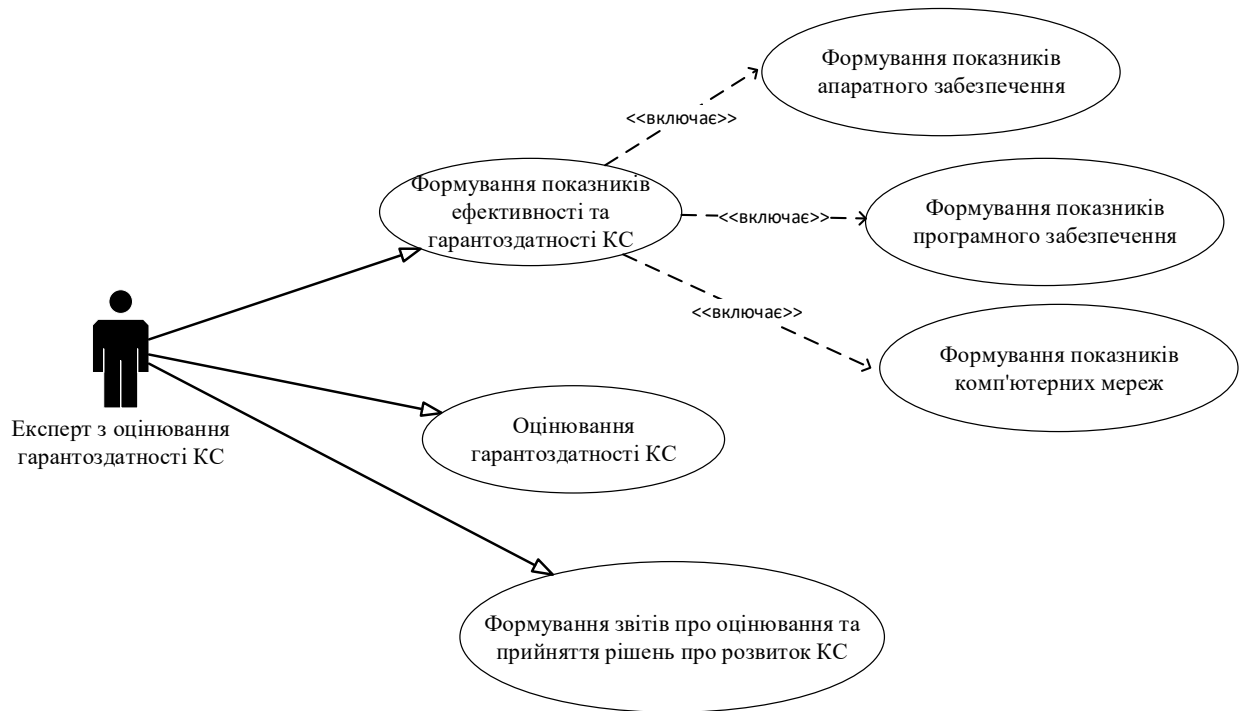 Формування показників
апаратного забезпечення
<<включає>>
Формування показників
ефективності та
гарантоздатності КС
<<включає>>
Формування показників
програмного забезпечення
<<включає>>
Формування показників
комп'ютерних мереж
Експерт з оцінювання
гарантоздатності КС
Оцінювання
гарантоздатності КС
Формування звітів про оцінювання та
прийняття рішень про розвиток КС